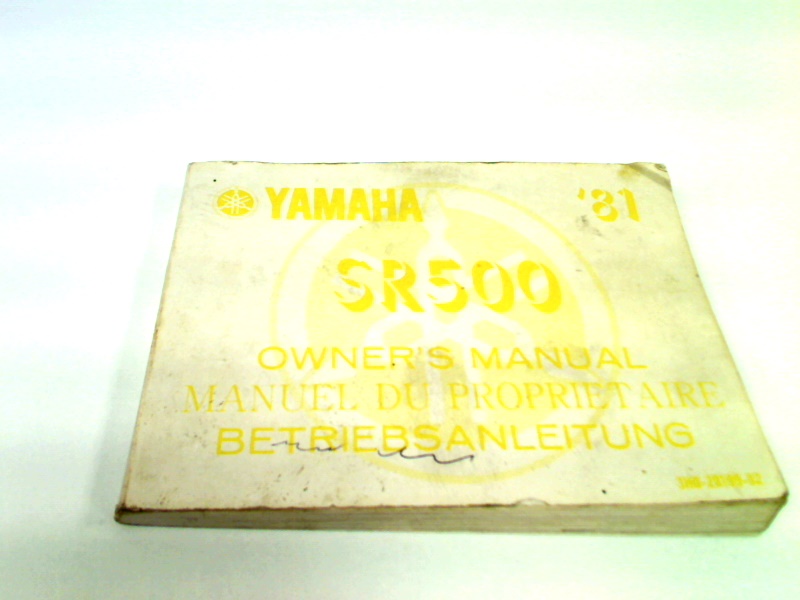 YAMAHA '81
SR500
OWNER'S MANUAL
MANUEL DU PROPRIETAIRE
BETRIEBSANLEITUNG